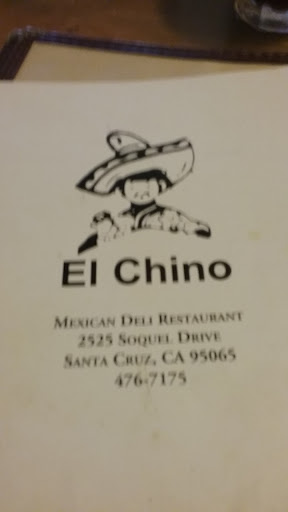 El Chino
Mexican Deli Restaurant
2525 Soquel Drive
Santa Cruz, CA 95065
476-7175